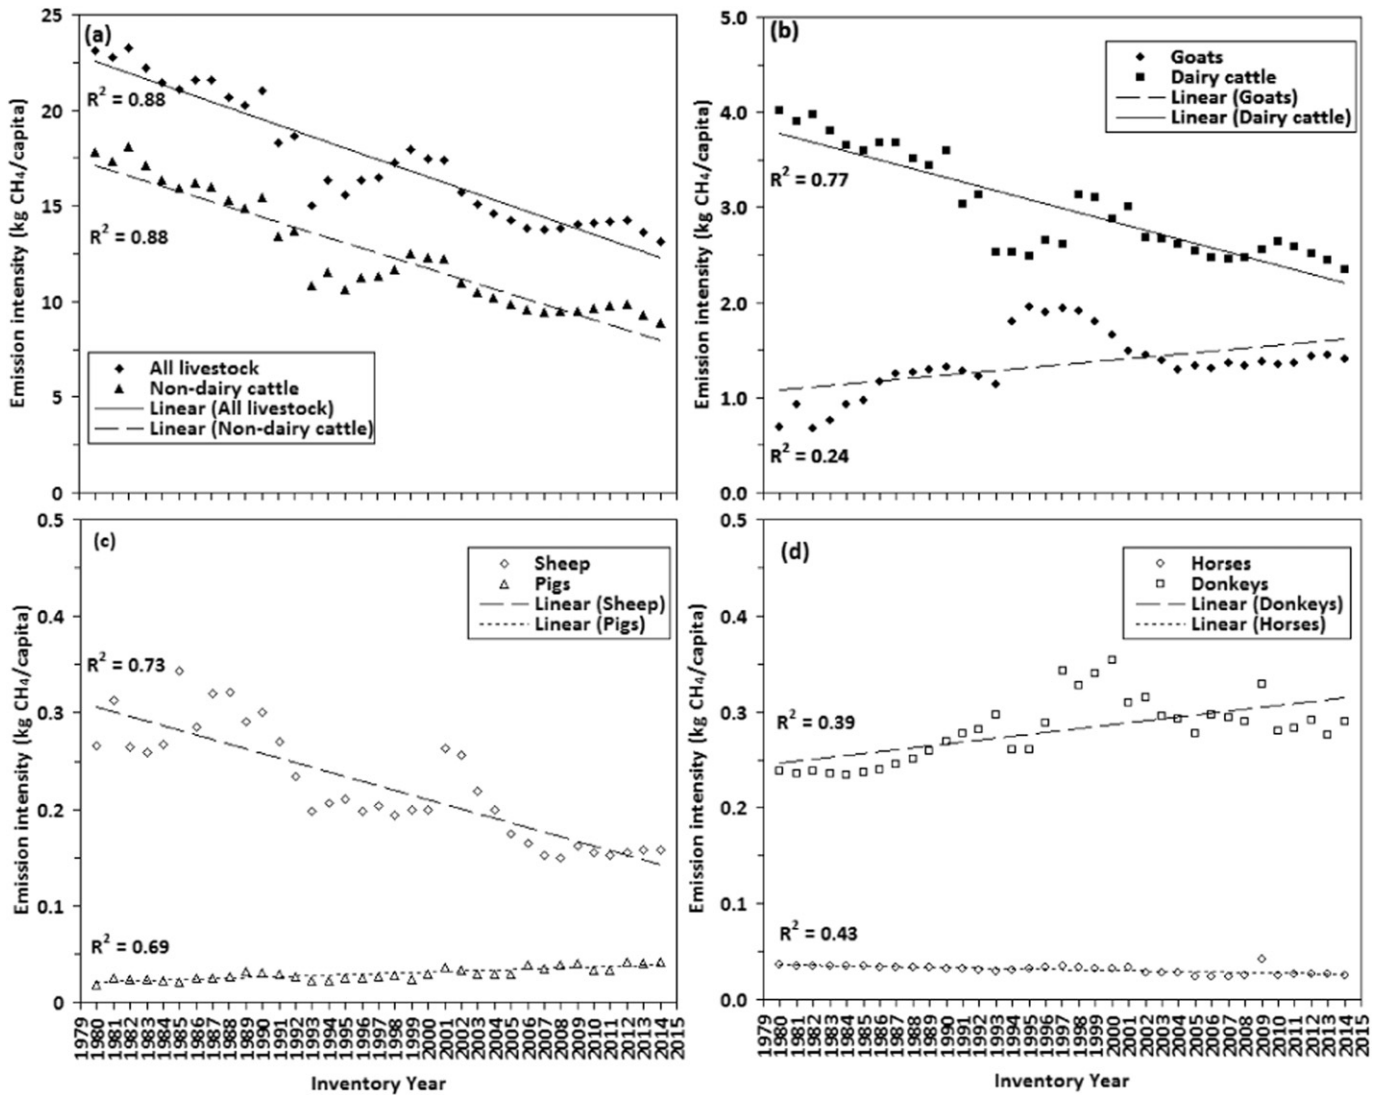 (a)
Emission intensity (kg CH4/capita)
25
20
15
10
5
0
R2 = 0.88
R2 = 0.88
All livestock
Non-dairy cattle
Linear (All livestock)
Linear (Non-dairy cattle)
(b)
Emission intensity (kg CH4/capita)
5.0
4.0
3.0
2.0
1.0
0.0
Goats
Dairy cattle
Linear (Goats)
Linear (Dairy cattle)
R2 = 0.77
R2 = 0.24
(c)
Emission intensity (kg CH4/capita)
0.5
0.4
0.3
0.2
0.1
0
Sheep
Pigs
Linear (Sheep)
Linear (Pigs)
R2 = 0.73
R2 = 0.69
1979 1980 1981 1982 1983 1984 1985 1986 1987 1988 1989 1990 1991 1992 1993 1994 1995 1996 1997 1998 1999 2000 2001 2002 2003 2004 2005 2006 2007 2008 2009 2010 2011 2012 2013 2014 2015
Inventory Year
(d)
Emission intensity (kg CH4/capita)
0.5
0.4
0.3
0.2
0.1
0.0
Horses
Donkeys
Linear (Donkeys)
Linear (Horses)
R2 = 0.39
R2 = 0.43
1979 1980 1981 1982 1983 1984 1985 1986 1987 1988 1989 1990 1991 1992 1993 1994 1995 1996 1997 1998 1999 2000 2001 2002 2003 2004 2005 2006 2007 2008 2009 2010 2011 2012 2013 2014 2015
Inventory Year